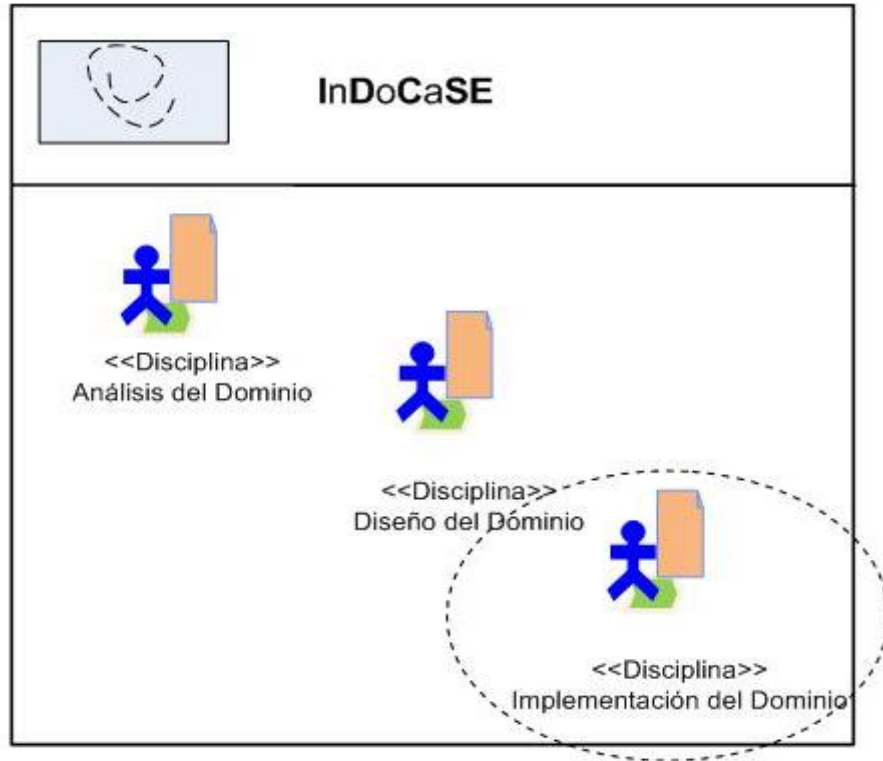 InDoCaSE
<<Disciplina>>
Análisis del Dominio
<<Disciplina>>
Diseño del Dominio
<<Disciplina>>
Implementación del Dominio